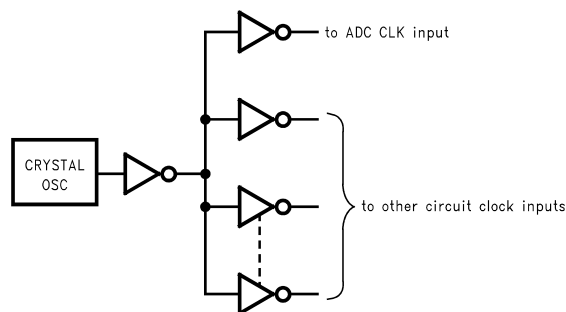 to ADC CLK input
CRYSTAL
OSC
to other circuit clock inputs